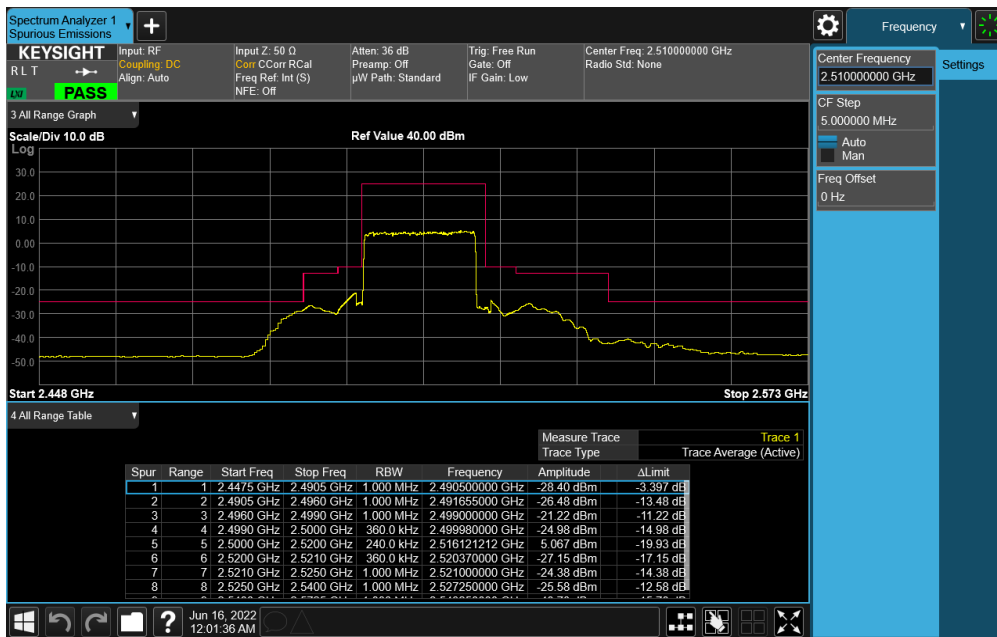 Spectrum Analyzer 1
Spurious Emissions
Frequency
KEYSIGHT
R L T
LXI
PASS
Input: RF
Coupling: DC
Align: Auto
Input Z: 50 Ω
Corr CCorr RCal
Freq Ref: Int (S)
NFE: Off
Atten: 36 dB
Preamp: Off
µW Path: Standard
Trig: Free Run
Gate: Off
IF Gain: Low
Center Freq: 2.510000000 GHz
Radio Std: None
Center Frequency
2.510000000 GHz
Settings
CF Step
5.000000 MHz
Auto
Man
Freq Offset
0 Hz
3 All Range Graph
Scale/Div 10.0 dB
Ref Value 40.00 dBm
Log
30.0
20.0
10.0
0.00
-10.0
-20.0
-30.0
-40.0
-50.0
Start 2.448 GHz
Stop 2.573 GHz
4 All Range Table
Measure Trace Trace 1
Trace Type Trace Average (Active)
Spur Range Start Freq Stop Freq RBW Frequency Amplitude ΔLimit
1 1 2.4475 GHz 2.4905 GHz 1.000 MHz 2.490500000 GHz -28.40 dBm -3.397 dB
2 2 2.4905 GHz 2.4960 GHz 1.000 MHz 2.491655000 GHz -26.48 dBm -13.48 dB
3 3 2.4960 GHz 2.4990 GHz 1.000 MHz 2.499000000 GHz -21.22 dBm -11.22 dB
4 4 2.4990 GHz 2.5000 GHz 360.0 kHz 2.499980000 GHz -24.98 dBm -14.98 dB
5 5 2.5000 GHz 2.5200 GHz 240.0 kHz 2.516121212 GHz 5.067 dBm -19.93 dB
6 6 2.5200 GHz 2.5210 GHz 360.0 kHz 2.520370000 GHz -27.15 dBm -17.15 dB
7 7 2.5210 GHz 2.5250 GHz 1.000 MHz 2.521000000 GHz -24.38 dBm -14.38 dB
8 8 2.5250 GHz 2.5400 GHz 1.000 MHz 2.527250000 GHz -25.58 dBm -12.58 dB
Jun 16, 2022
12:01:36 AM